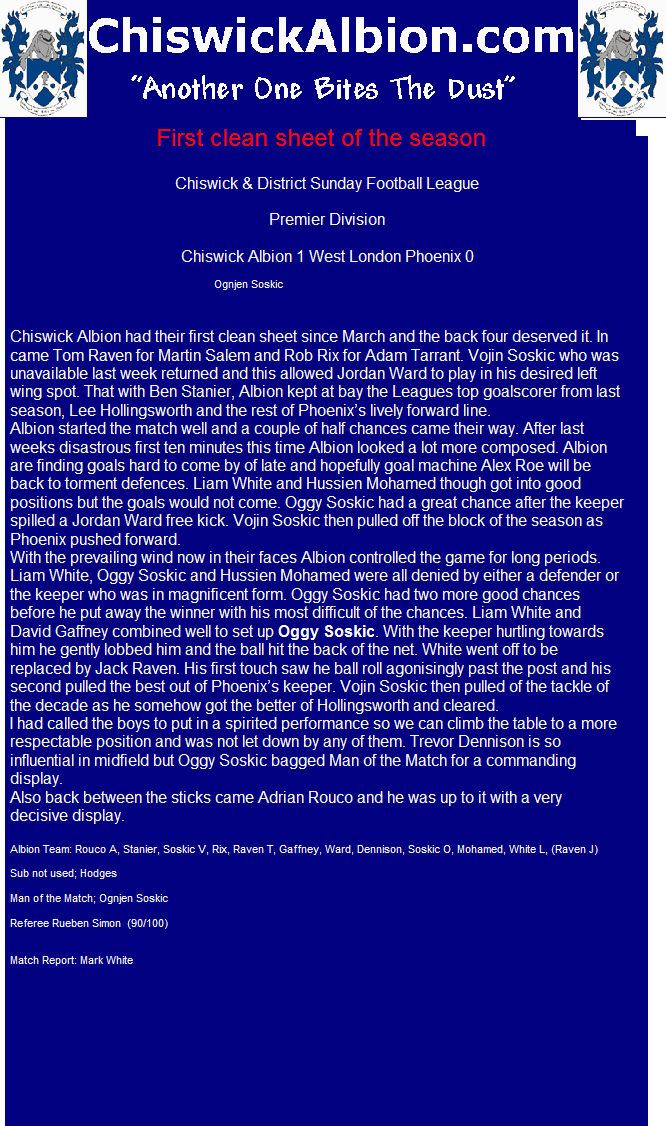 ChiswickAlbion.com
"Another One Bites The Dust"
First clean sheet of the season
Chiswick & District Sunday Football League
Premier Division
Chiswick Albion 1 West London Phoenix 0
Ognjen Soskic
Chiswick Albion had their first clean sheet since March and the back four deserved it. In
came Tom Raven for Martin Salem and Rob Rix for Adam Tarrant. Vojin Soskic who was
unavailable last week returned and this allowed Jordan Ward to play in his desired left
wing spot. That with Ben Stanier, Albion kept at bay the Leagues top goalscorer from last
season, Lee Hollingsworth and the rest of Phoenix's lively forward line.
Albion started the match well and a couple of half chances came their way. After last
weeks disastrous first ten minutes this time Albion looked a lot more composed. Albion
are finding goals hard to come by of late and hopefully goal machine Alex Roe will be
back to torment defences. Liam White and Hussien Mohamed though got into good
positions but the goals would not come. Oggy Soskic had a great chance after the keeper
spilled a Jordan Ward free kick. Vojin Soskic then pulled off the block of the season as
Phoenix pushed forward.
With the prevailing wind now in their faces Albion controlled the game for long periods.
Liam White, Oggy Soskic and Hussien Mohamed were all denied by either a defender or
the keeper who was in magnificent form. Oggy Soskic had two more good chances
before he put away the winner with his most difficult of the chances. Liam White and
David Gaffney combined well to set up Oggy Soskic. With the keeper hurtling towards
him he gently lobbed him and the ball hit the back of the net. White went off to be
replaced by Jack Raven. His first touch saw he ball roll agonisingly past the post and his
second pulled the best out of Phoenix's keeper. Vojin Soskic then pulled of the tackle of
the decade as he somehow got the better of Hollingsworth and cleared.
I had called the boys to put in a spirited performance so we can climb the table to a more
respectable position and was not let down by any of them. Trevor Dennison is so
influential in midfield but Oggy Soskic bagged Man of the Match for a commanding
display.
Also back between the sticks came Adrian Rouco and he was up to it with a very
decisive display.
Albion Team: Rouco A, Stanier, Soskic V, Rix, Raven T, Gaffney, Ward, Dennison, Soskic O, Mohamed, White L, (Raven J)
Sub not used; Hodges
Man of the Match; Ognjen Soskic
Referee Rueben Simon (90/100)
Match Report: Mark White